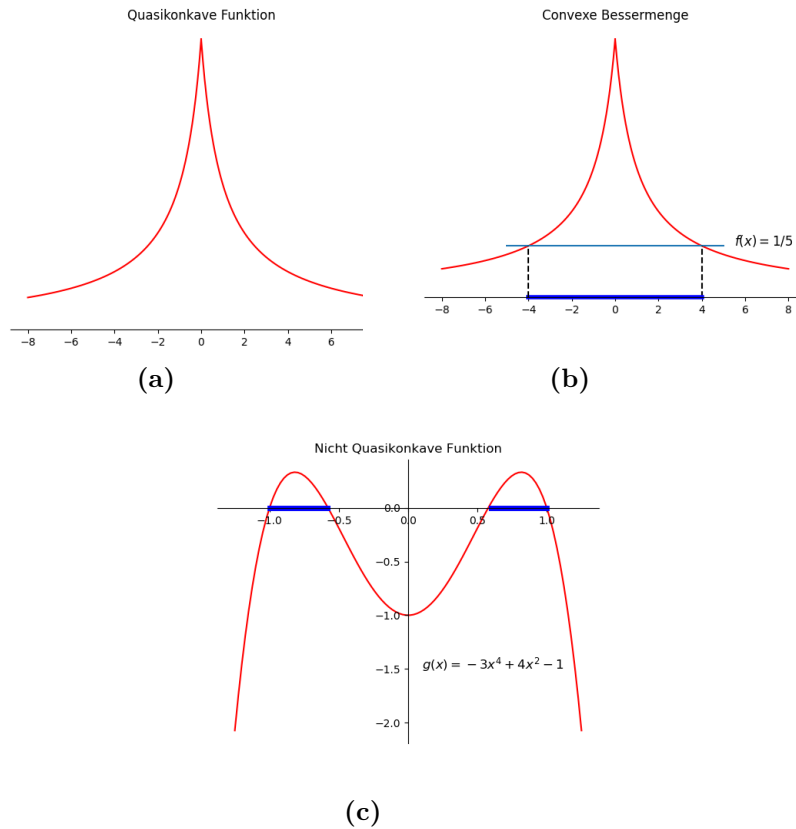 Quasikonkave Funktion
−8 −6 −4 −2 0 2 4 6
(a)
Convexe Bessermenge
f(x) = 1/5
−8 −6 −4 −2 0 2 4 6 8
(b)
Nicht Quasikonkave Funktion
0.0
−1.0 −0.5 0.0 0.5 1.0
−0.5
−1.0
g(x) = −3x⁴ + 4x² − 1
−1.5
−2.0
(c)